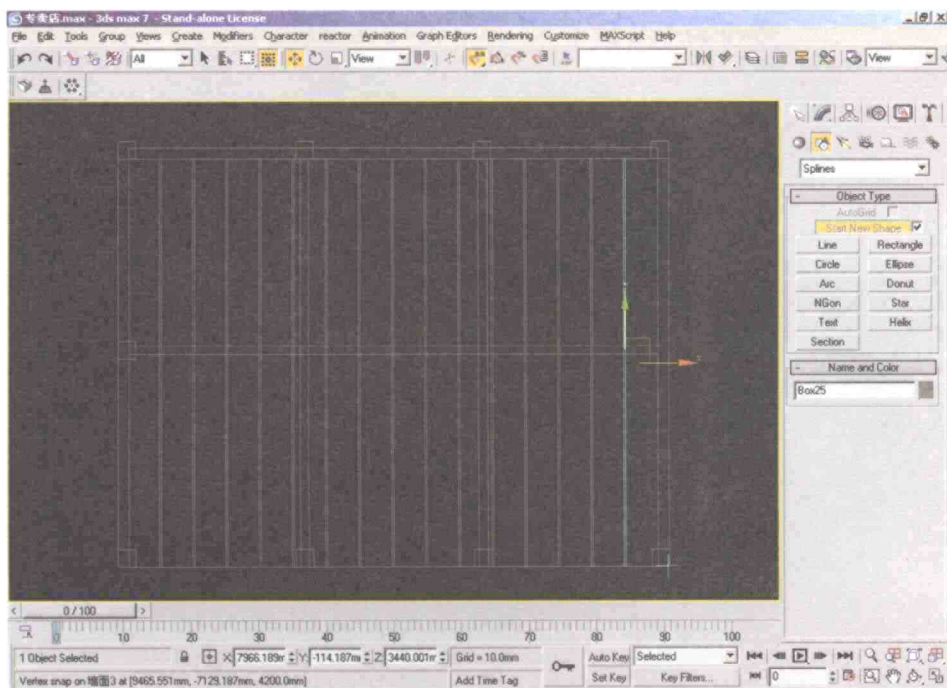 专卖店.max - 3ds max 7 - Stand-alone License
File Edit Tools Group Views Create Modifiers Character reactor Animation Graph Editors Rendering Customize MAXScript Help
All View View
Splines
- Object Type
AutoGrid
Start New Shape
Line Rectangle
Circle Ellipse
Arc Donut
NGon Star
Text Helix
Section
- Name and Color
Box25
< 0 / 100 >
0 10 20 30 40 50 60 70 80 90 100
1 Object Selected X: 7966.189m Y: -114.187m Z: 3440.001m Grid = 10.0mm Auto Key Selected
Vertex snap on 墙面3 at [9465.551mm, -7129.187mm, 4200.0mm] Add Time Tag Set Key Key Filters... 0